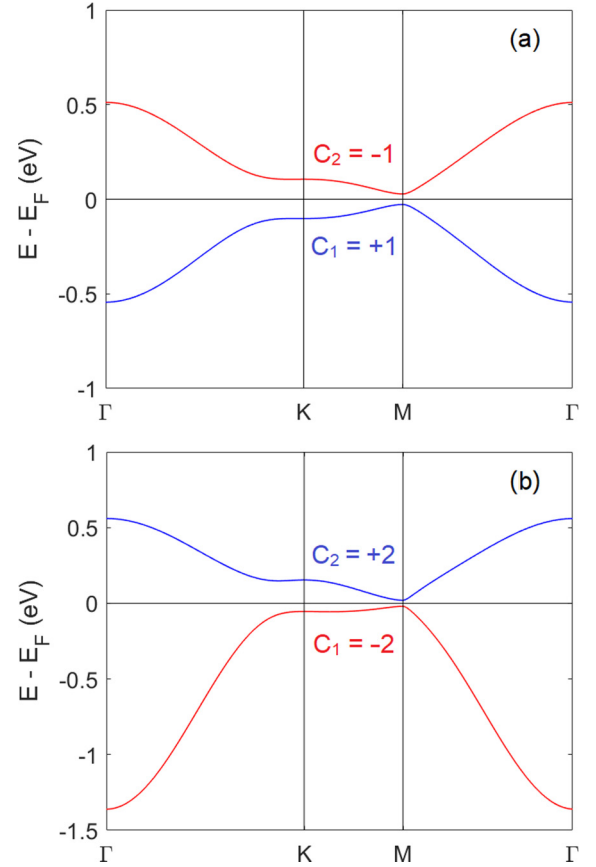 (a)
1
0.5
0
-0.5
-1
E - E_F (eV)
C₂ = -1
C₁ = +1
Γ K M Γ
(b)
1
0.5
0
-0.5
-1
-1.5
E - E_F (eV)
C₂ = +2
C₁ = -2
Γ K M Γ